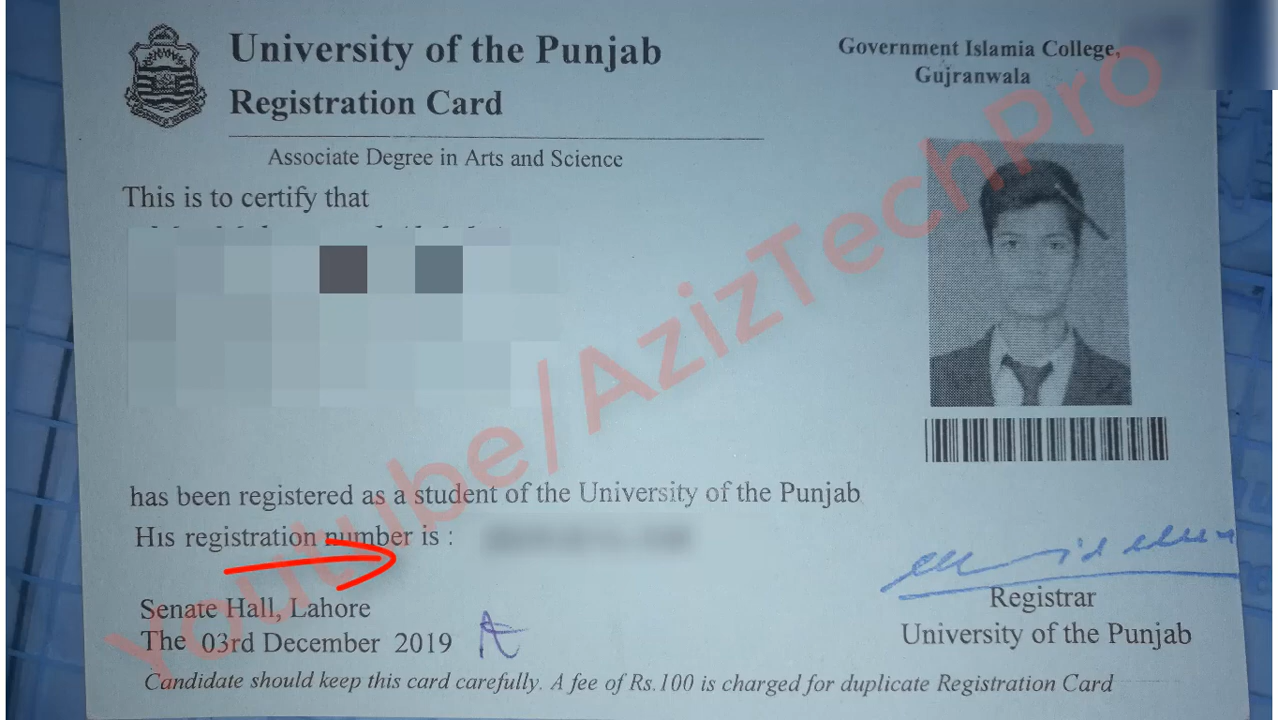 University of the Punjab
Registration Card
Government Islamia College,
Gujranwala
Associate Degree in Arts and Science
This is to certify that
has been registered as a student of the University of the Punjab
His registration number is :
Senate Hall, Lahore
The 03rd December 2019
Registrar
University of the Punjab
Candidate should keep this card carefully. A fee of Rs.100 is charged for duplicate Registration Card
Youtube/AzizTechPro